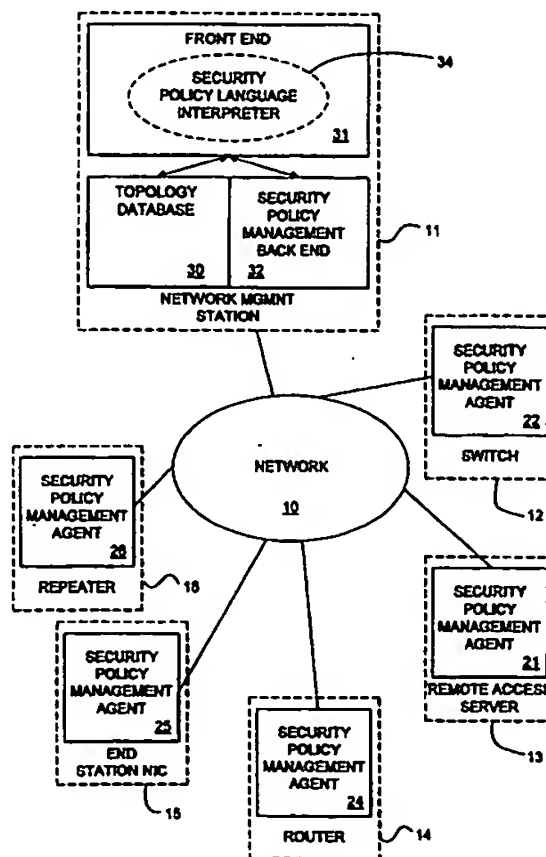 FRONT END
34
SECURITY
POLICY LANGUAGE
INTERPRETER
31
TOPOLOGY
DATABASE
30
SECURITY
POLICY
MANAGEMENT
BACK END
32
11
NETWORK MGMNT
STATION
SECURITY
POLICY
MANAGEMENT
AGENT
22
SWITCH
12
NETWORK
10
SECURITY
POLICY
MANAGEMENT
AGENT
26
REPEATER
16
SECURITY
POLICY
MANAGEMENT
AGENT
21
REMOTE ACCESS
SERVER
13
SECURITY
POLICY
MANAGEMENT
AGENT
25
END
STATION NIC
15
SECURITY
POLICY
MANAGEMENT
AGENT
24
ROUTER
14